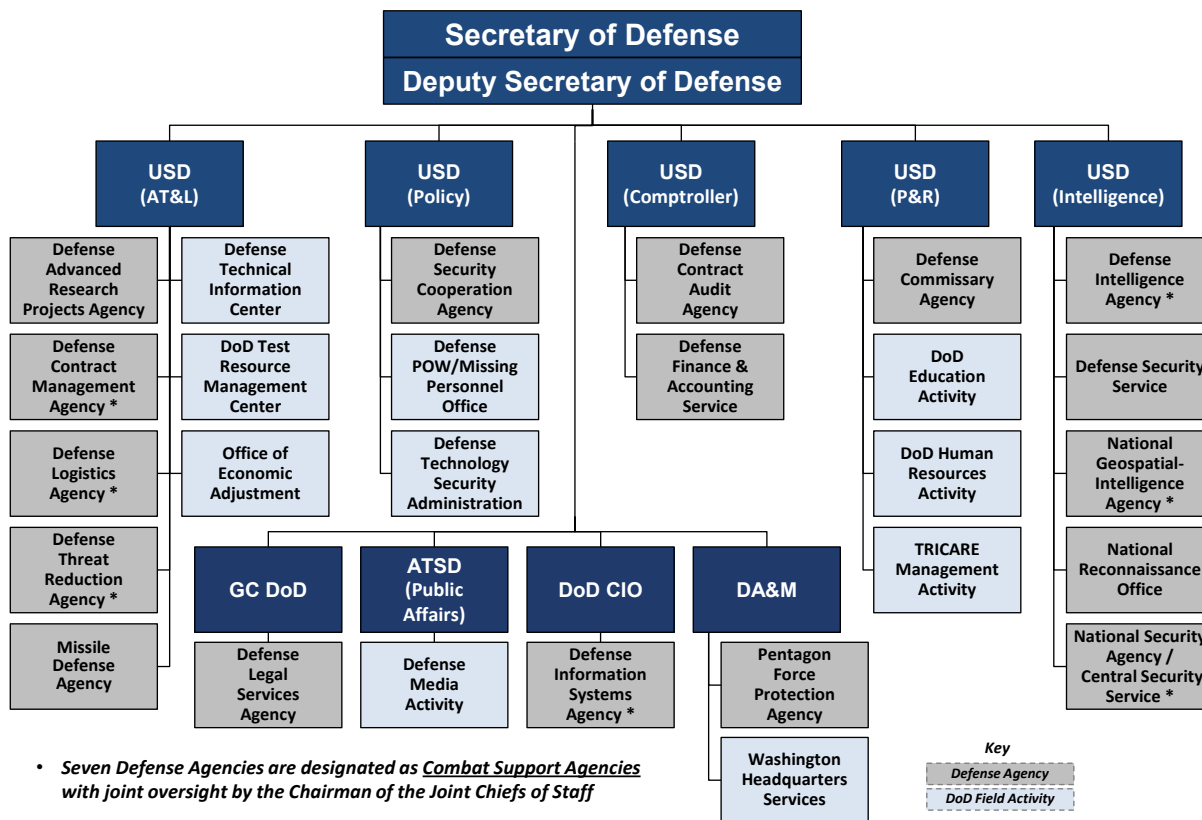 Secretary of Defense
Deputy Secretary of Defense
USD
(AT&L)
USD
(Policy)
USD
(Comptroller)
USD
(P&R)
USD
(Intelligence)
Defense
Advanced
Research
Projects Agency
Defense
Technical
Information
Center
Defense
Security
Cooperation
Agency
Defense
Contract
Audit
Agency
Defense
Commissary
Agency
Defense
Intelligence
Agency *
Defense
Contract
Management
Agency *
DoD Test
Resource
Management
Center
Defense
POW/Missing
Personnel
Office
Defense
Finance &
Accounting
Service
DoD
Education
Activity
Defense Security
Service
Defense
Logistics
Agency *
Office of
Economic
Adjustment
Defense
Technology
Security
Administration
DoD Human
Resources
Activity
National
Geospatial-
Intelligence
Agency *
Defense
Threat
Reduction
Agency *
GC DoD
ATSD
(Public
Affairs)
DoD CIO
DA&M
TRICARE
Management
Activity
National
Reconnaissance
Office
Missile
Defense
Agency
Defense
Legal
Services
Agency
Defense
Media
Activity
Defense
Information
Systems
Agency *
Pentagon
Force
Protection
Agency
National Security
Agency /
Central Security
Service *
Washington
Headquarters
Services
• Seven Defense Agencies are designated as Combat Support Agencies
with joint oversight by the Chairman of the Joint Chiefs of Staff
Key
Defense Agency
DoD Field Activity